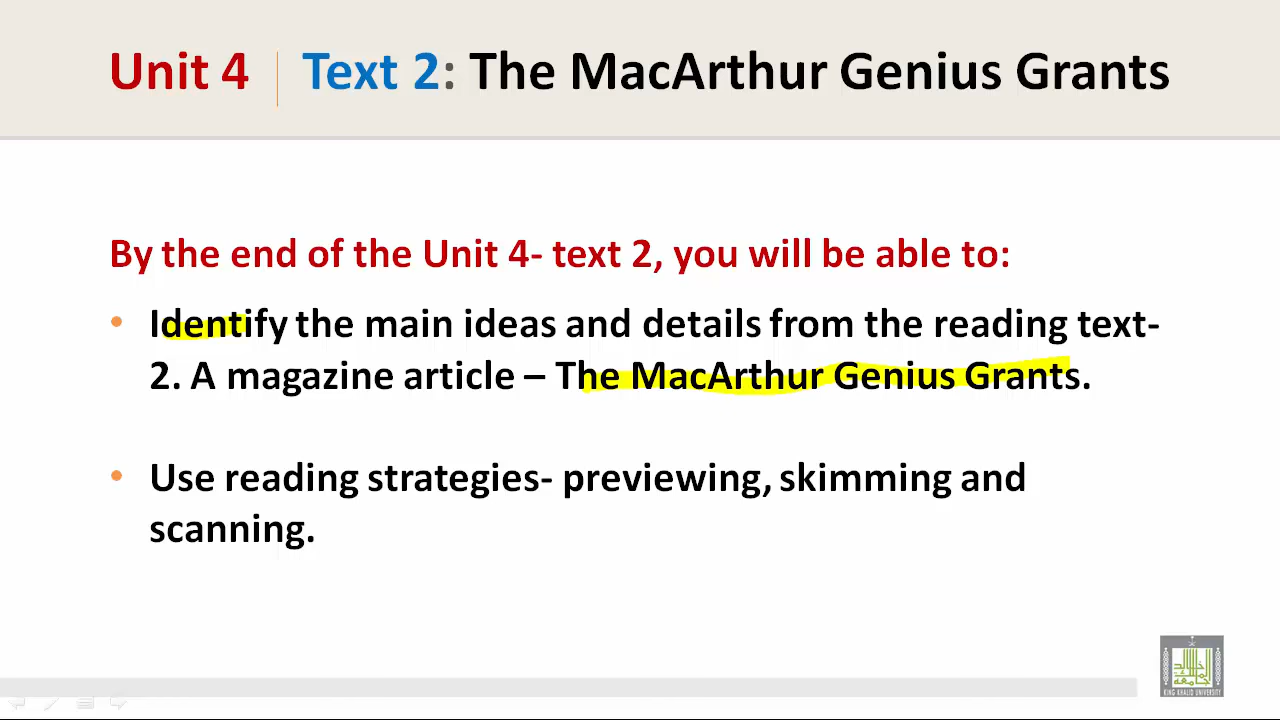 Unit 4 Text 2: The MacArthur Genius Grants
By the end of the Unit 4- text 2, you will be able to:
• Identify the main ideas and details from the reading text-
2. A magazine article – The MacArthur Genius Grants.
• Use reading strategies- previewing, skimming and
scanning.
KING KHALID UNIVERSITY